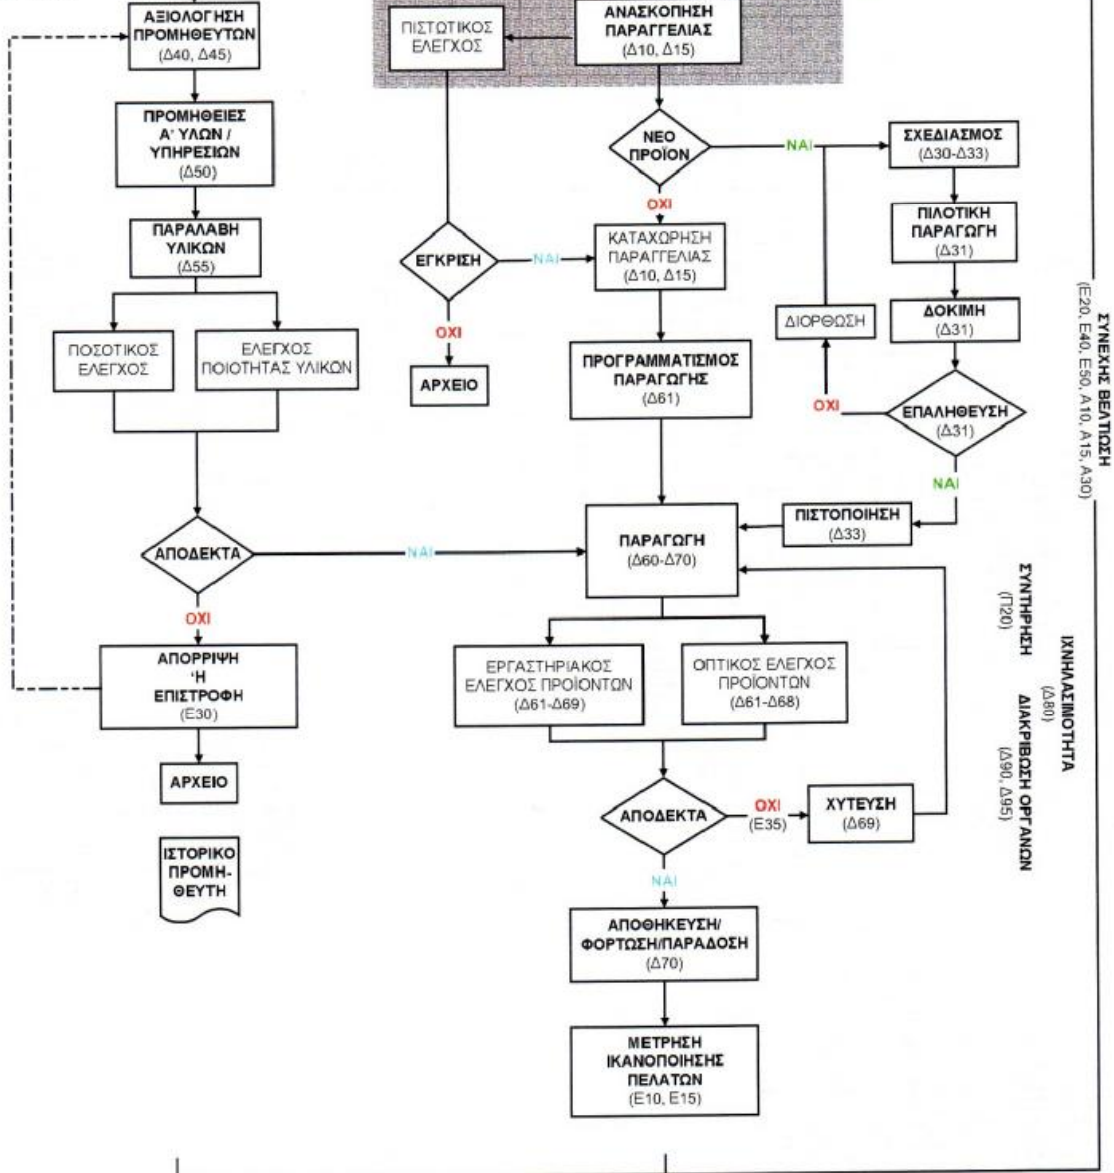 ΑΞΙΟΛΟΓΗΣΗ
ΠΡΟΜΗΘΕΥΤΩΝ
(Δ40, Δ45)
ΠΡΟΜΗΘΕΙΕΣ
Α' ΥΛΩΝ /
ΥΠΗΡΕΣΙΩΝ
(Δ50)
ΠΑΡΑΛΑΒΗ
ΥΛΙΚΩΝ
(Δ55)
ΠΟΣΟΤΙΚΟΣ
ΕΛΕΓΧΟΣ
ΕΛΕΓΧΟΣ
ΠΟΙΟΤΗΤΑΣ ΥΛΙΚΩΝ
ΑΠΟΔΕΚΤΑ
ΝΑΙ
ΟΧΙ
ΑΠΟΡΡΙΨΗ
'Η
ΕΠΙΣΤΡΟΦΗ
(Ε30)
ΑΡΧΕΙΟ
ΙΣΤΟΡΙΚΟ
ΠΡΟΜΗ-
ΘΕΥΤΗ
ΠΙΣΤΩΤΙΚΟΣ
ΕΛΕΓΧΟΣ
ΕΓΚΡΙΣΗ
ΝΑΙ
ΟΧΙ
ΑΡΧΕΙΟ
ΑΝΑΣΚΟΠΗΣΗ
ΠΑΡΑΓΓΕΛΙΑΣ
(Δ10, Δ15)
ΝΕΟ
ΠΡΟΪΟΝ
ΝΑΙ
ΟΧΙ
ΚΑΤΑΧΩΡΗΣΗ
ΠΑΡΑΓΓΕΛΙΑΣ
(Δ10, Δ15)
ΠΡΟΓΡΑΜΜΑΤΙΣΜΟΣ
ΠΑΡΑΓΩΓΗΣ
(Δ61)
ΣΧΕΔΙΑΣΜΟΣ
(Δ30-Δ33)
ΠΙΛΟΤΙΚΗ
ΠΑΡΑΓΩΓΗ
(Δ31)
ΔΟΚΙΜΗ
(Δ31)
ΔΙΟΡΘΩΣΗ
ΕΠΑΛΗΘΕΥΣΗ
(Δ31)
ΟΧΙ
ΝΑΙ
ΠΙΣΤΟΠΟΙΗΣΗ
(Δ33)
ΠΑΡΑΓΩΓΗ
(Δ60-Δ70)
ΕΡΓΑΣΤΗΡΙΑΚΟΣ
ΕΛΕΓΧΟΣ ΠΡΟΪΟΝΤΩΝ
(Δ61-Δ69)
ΟΠΤΙΚΟΣ ΕΛΕΓΧΟΣ
ΠΡΟΪΟΝΤΩΝ
(Δ61-Δ68)
ΑΠΟΔΕΚΤΑ
ΟΧΙ
(Ε35)
ΧΥΤΕΥΣΗ
(Δ69)
ΝΑΙ
ΑΠΟΘΗΚΕΥΣΗ/
ΦΟΡΤΩΣΗ/ΠΑΡΑΔΟΣΗ
(Δ70)
ΜΕΤΡΗΣΗ
ΙΚΑΝΟΠΟΙΗΣΗΣ
ΠΕΛΑΤΩΝ
(Ε10, Ε15)
ΣΥΝΕΧΗΣ ΒΕΛΤΙΩΣΗ
(Ε20, Ε40, Ε50, Α10, Α15, Α30)
ΙΧΝΗΛΑΣΙΜΟΤΗΤΑ
(Δ80)
ΣΥΝΤΗΡΗΣΗ
(Π20)
ΔΙΑΚΡΙΒΩΣΗ ΟΡΓΑΝΩΝ
(Δ90, Δ95)